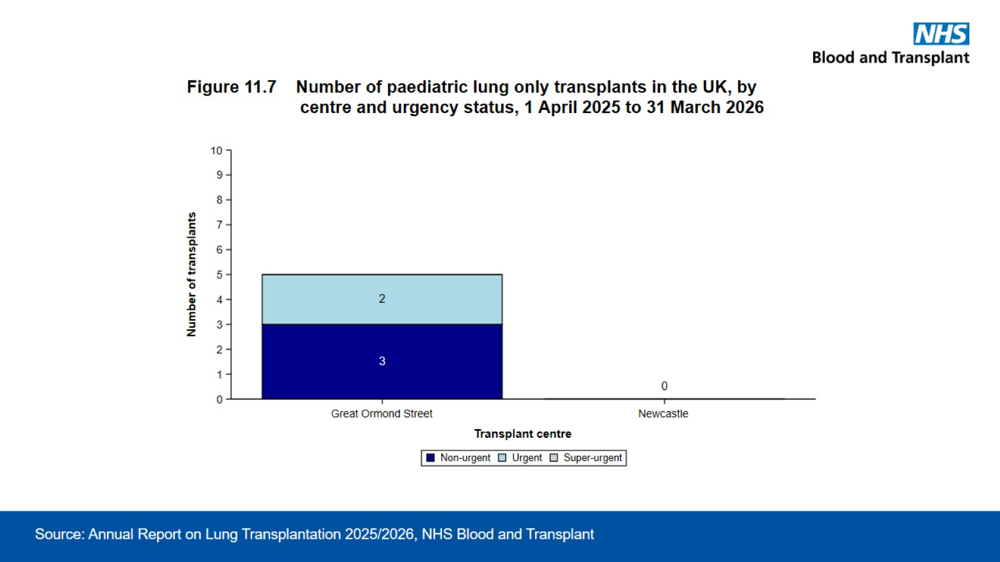 NHS
Blood and Transplant
Figure 11.7 Number of paediatric lung only transplants in the UK, by
centre and urgency status, 1 April 2025 to 31 March 2026
10
9
8
7
6
5
4
3
2
1
0
Number of transplants
2
3
0
Great Ormond Street
Newcastle
Transplant centre
Non-urgent Urgent Super-urgent
Source: Annual Report on Lung Transplantation 2025/2026, NHS Blood and Transplant